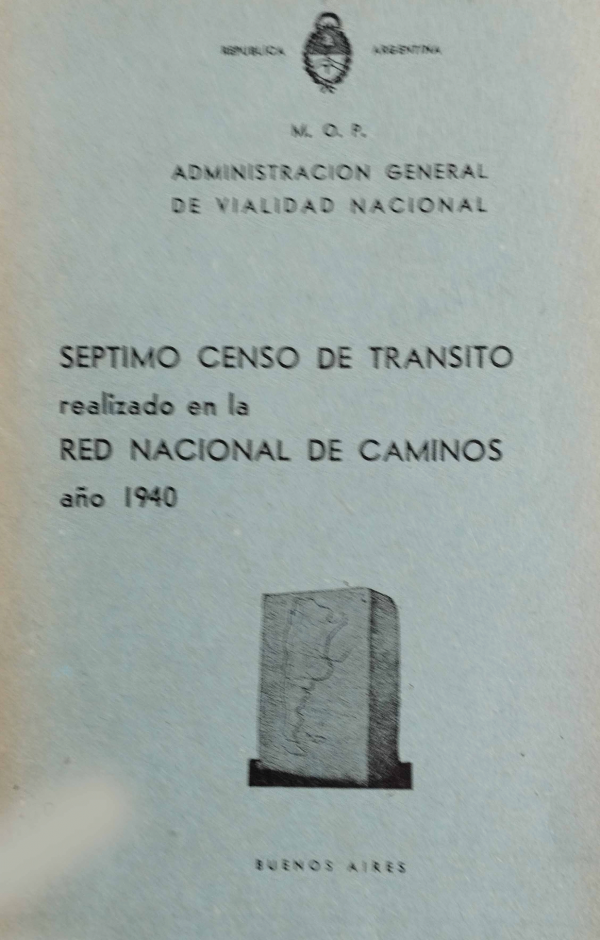 REPUBLICA ARGENTINA
M. O. P.
ADMINISTRACION GENERAL
DE VIALIDAD NACIONAL
SEPTIMO CENSO DE TRANSITO
realizado en la
RED NACIONAL DE CAMINOS
año 1940
BUENOS AIRES